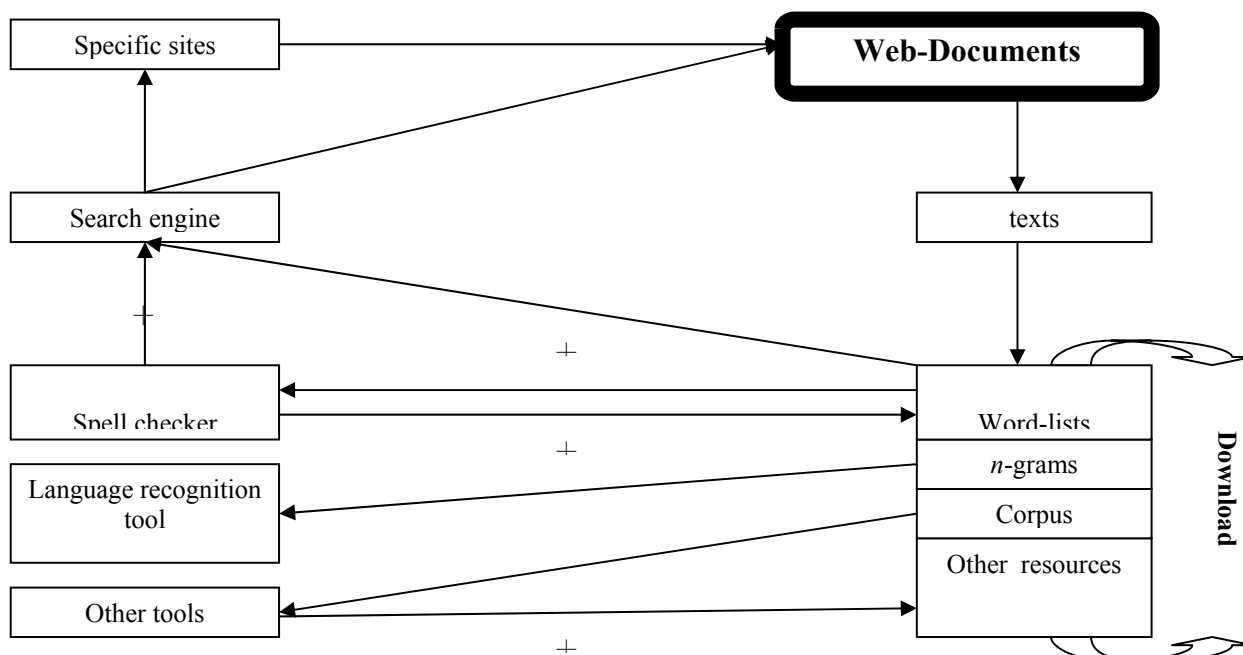 Specific sites
Web-Documents
Search engine
texts
Spell checker
Word-lists
n-grams
Language recognition
tool
Corpus
Other resources
Other tools
Download